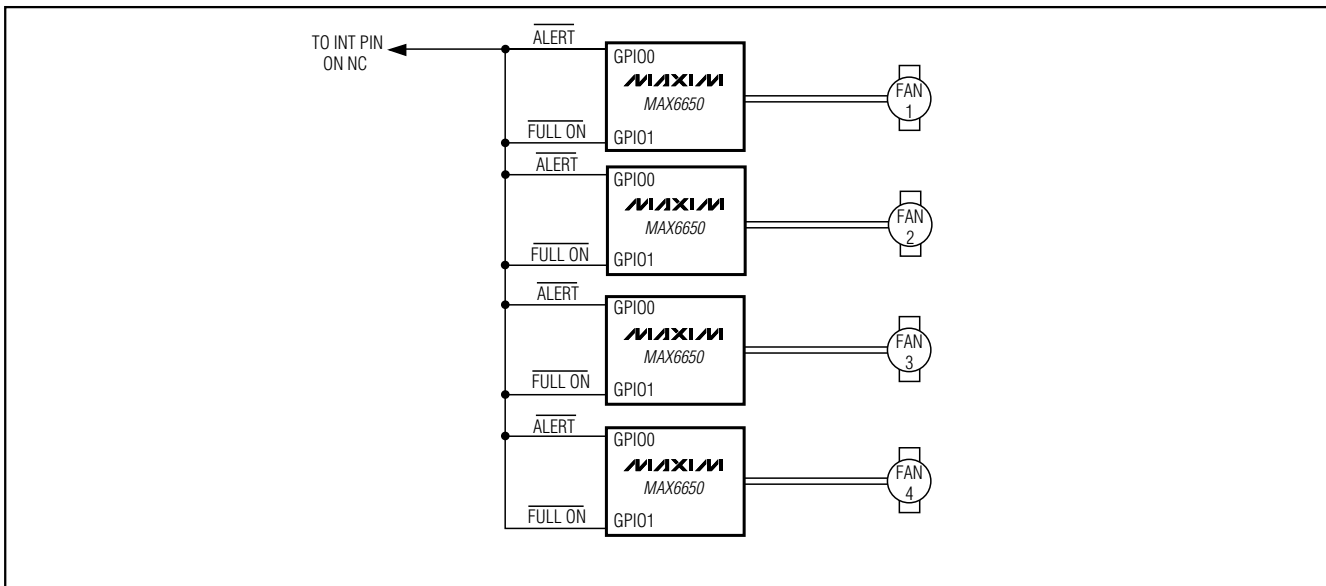 TO INT PIN
ON NC
ALERT
GPIO0
MAXIM
MAX6650
FULL ON
GPIO1
FAN
1
ALERT
GPIO0
MAXIM
MAX6650
FULL ON
GPIO1
FAN
2
ALERT
GPIO0
MAXIM
MAX6650
FULL ON
GPIO1
FAN
3
ALERT
GPIO0
MAXIM
MAX6650
FULL ON
GPIO1
FAN
4